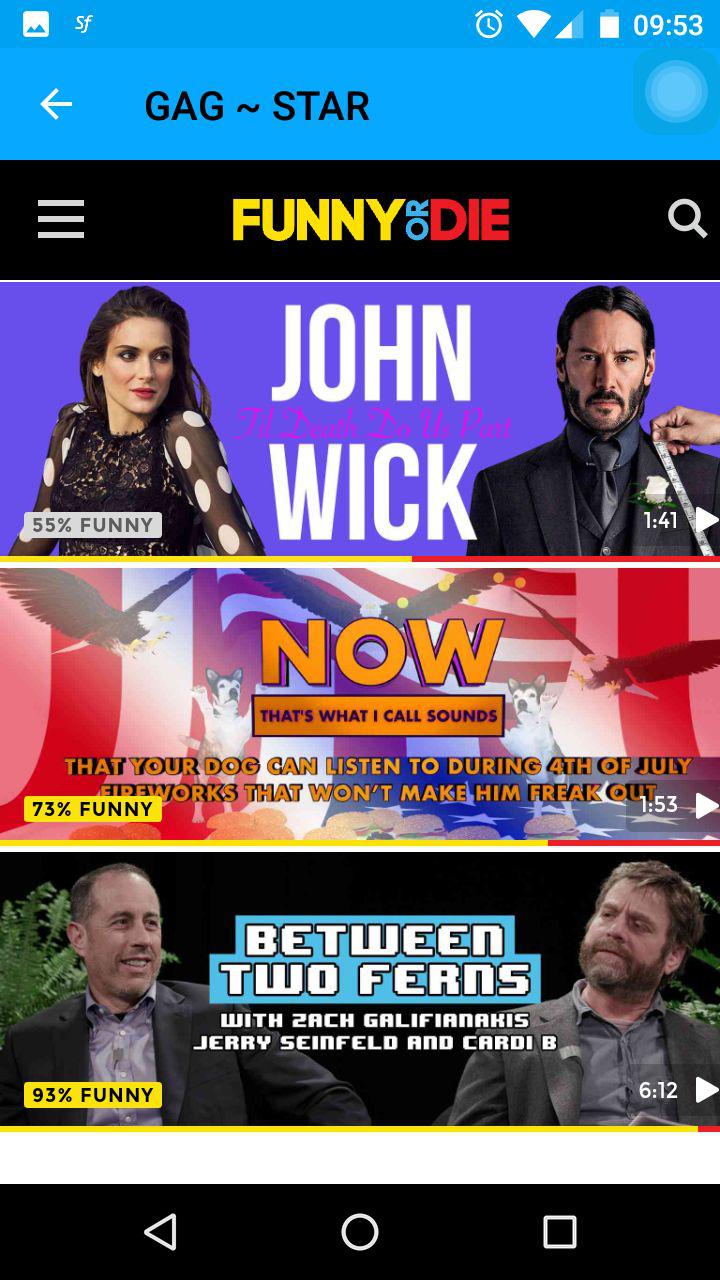 Sf
09:53
GAG ~ STAR
FUNNY OR DIE
JOHN
Til Death Do Us Part
WICK
55% FUNNY
1:41
NOW
THAT'S WHAT I CALL SOUNDS
THAT YOUR DOG CAN LISTEN TO DURING 4TH OF JULY
FIREWORKS THAT WON'T MAKE HIM FREAK OUT
73% FUNNY
1:53
BETWEEN
TWO FERNS
WITH ZACH GALIFIANAKIS
JERRY SEINFELD AND CARDI B
93% FUNNY
6:12